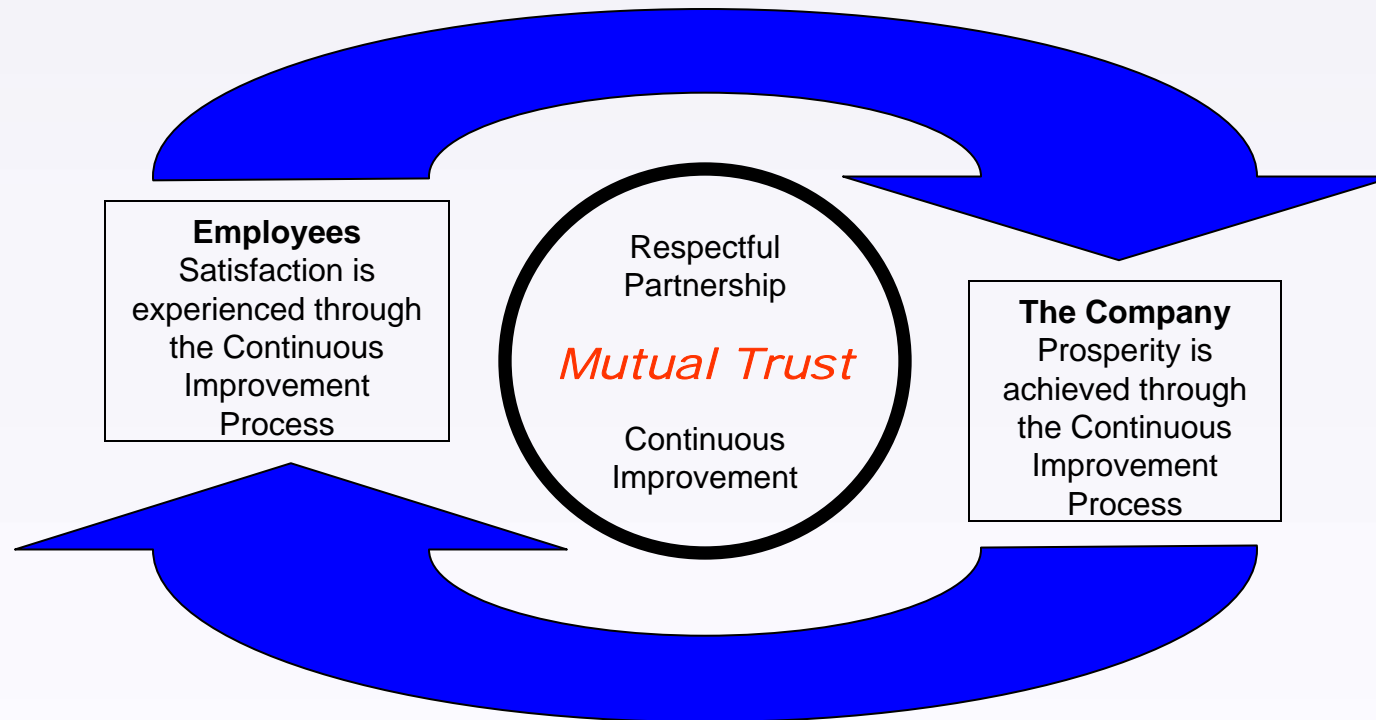 Employees
Satisfaction is
experienced through
the Continuous
Improvement
Process
Respectful
Partnership
Mutual Trust
Continuous
Improvement
The Company
Prosperity is
achieved through
the Continuous
Improvement
Process